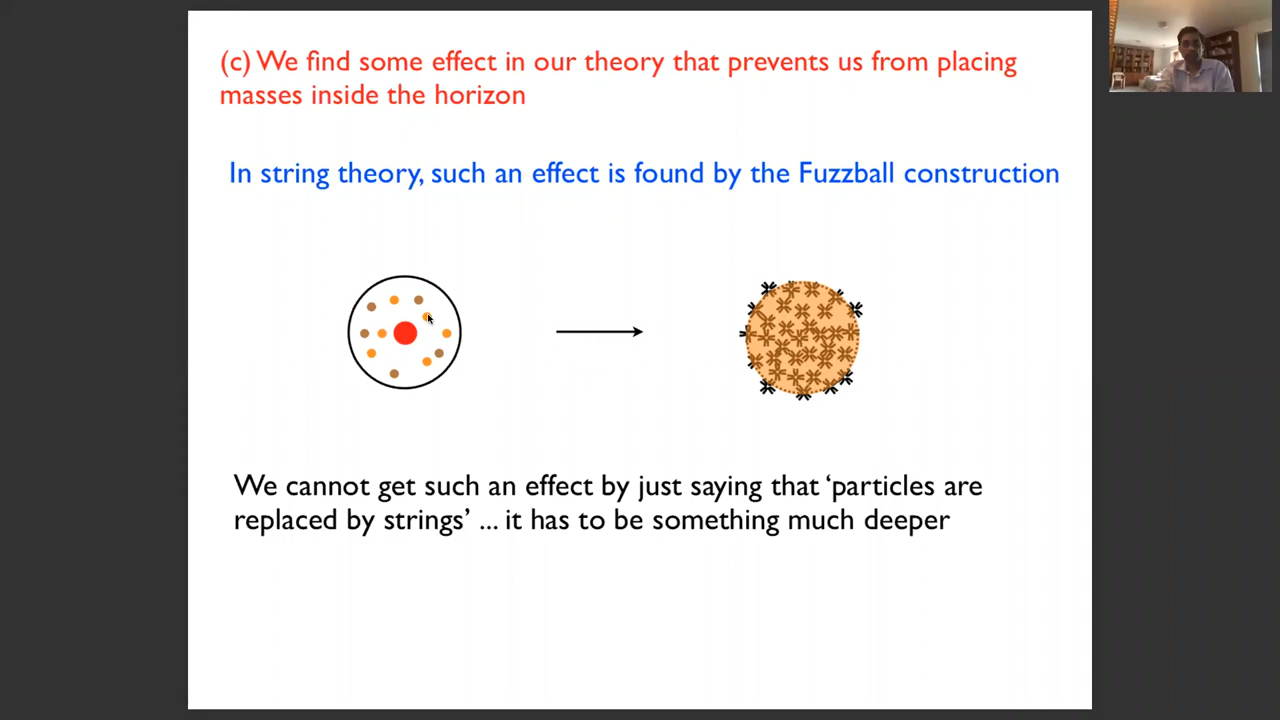 (c) We find some effect in our theory that prevents us from placing
masses inside the horizon
In string theory, such an effect is found by the Fuzzball construction
We cannot get such an effect by just saying that ‘particles are
replaced by strings’ ... it has to be something much deeper